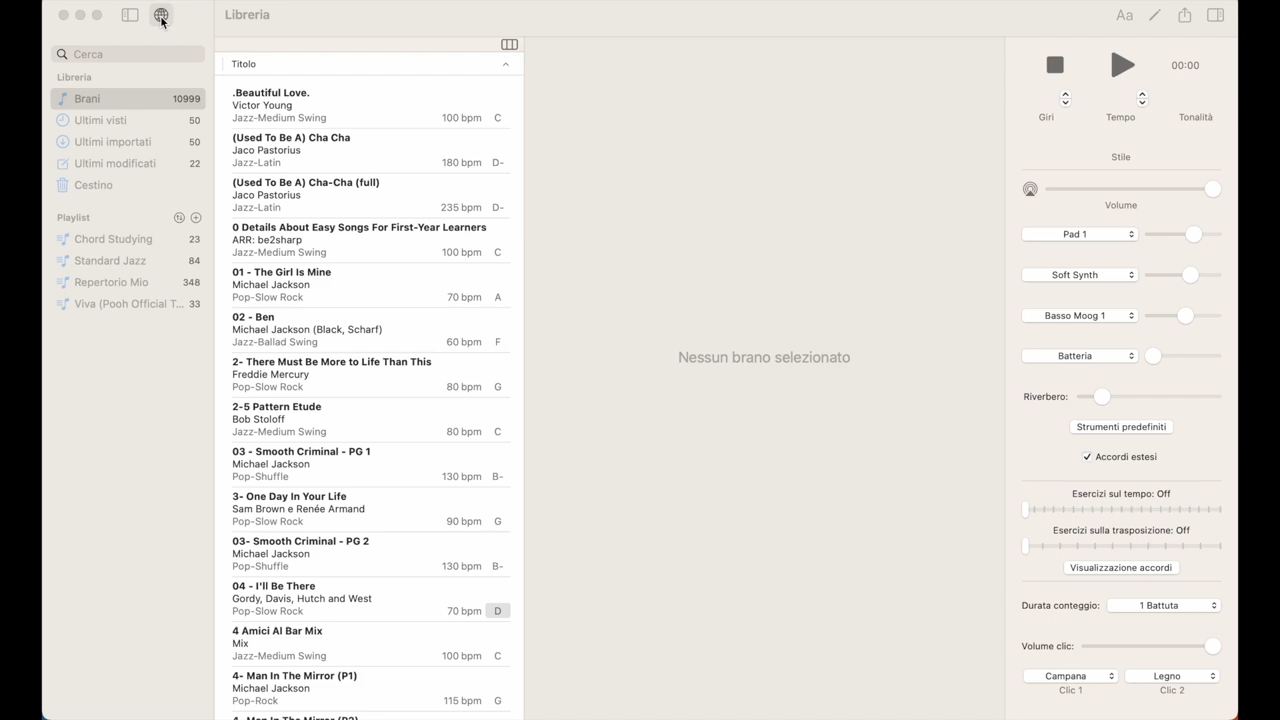 Libreria
Aa
Cerca
Libreria
Brani 10999
Ultimi visti 50
Ultimi importati 50
Ultimi modificati 22
Cestino
Playlist
Chord Studying 23
Standard Jazz 84
Repertorio Mio 348
Viva (Pooh Official T... 33
Titolo
.Beautiful Love.
Victor Young
Jazz-Medium Swing 100 bpm C
(Used To Be A) Cha Cha
Jaco Pastorius
Jazz-Latin 180 bpm D-
(Used To Be A) Cha-Cha (full)
Jaco Pastorius
Jazz-Latin 235 bpm D-
0 Details About Easy Songs For First-Year Learners
ARR: be2sharp
Jazz-Medium Swing 100 bpm C
01 - The Girl Is Mine
Michael Jackson
Pop-Slow Rock 70 bpm A
02 - Ben
Michael Jackson (Black, Scharf)
Jazz-Ballad Swing 60 bpm F
2- There Must Be More to Life Than This
Freddie Mercury
Pop-Slow Rock 80 bpm G
2-5 Pattern Etude
Bob Stoloff
Jazz-Medium Swing 80 bpm C
03 - Smooth Criminal - PG 1
Michael Jackson
Pop-Shuffle 130 bpm B-
3- One Day In Your Life
Sam Brown e Renée Armand
Pop-Slow Rock 90 bpm G
03- Smooth Criminal - PG 2
Michael Jackson
Pop-Shuffle 130 bpm B-
04 - I'll Be There
Gordy, Davis, Hutch and West
Pop-Slow Rock 70 bpm D
4 Amici Al Bar Mix
Mix
Jazz-Medium Swing 100 bpm C
4- Man In The Mirror (P1)
Michael Jackson
Pop-Rock 115 bpm G
4- Man In The Mirror (P2)
Nessun brano selezionato
00:00
Giri Tempo Tonalità
Stile
Volume
Pad 1
Soft Synth
Basso Moog 1
Batteria
Riverbero:
Strumenti predefiniti
Accordi estesi
Esercizi sul tempo: Off
Esercizi sulla trasposizione: Off
Visualizzazione accordi
Durata conteggio: 1 Battuta
Volume clic:
Campana Legno
Clic 1 Clic 2